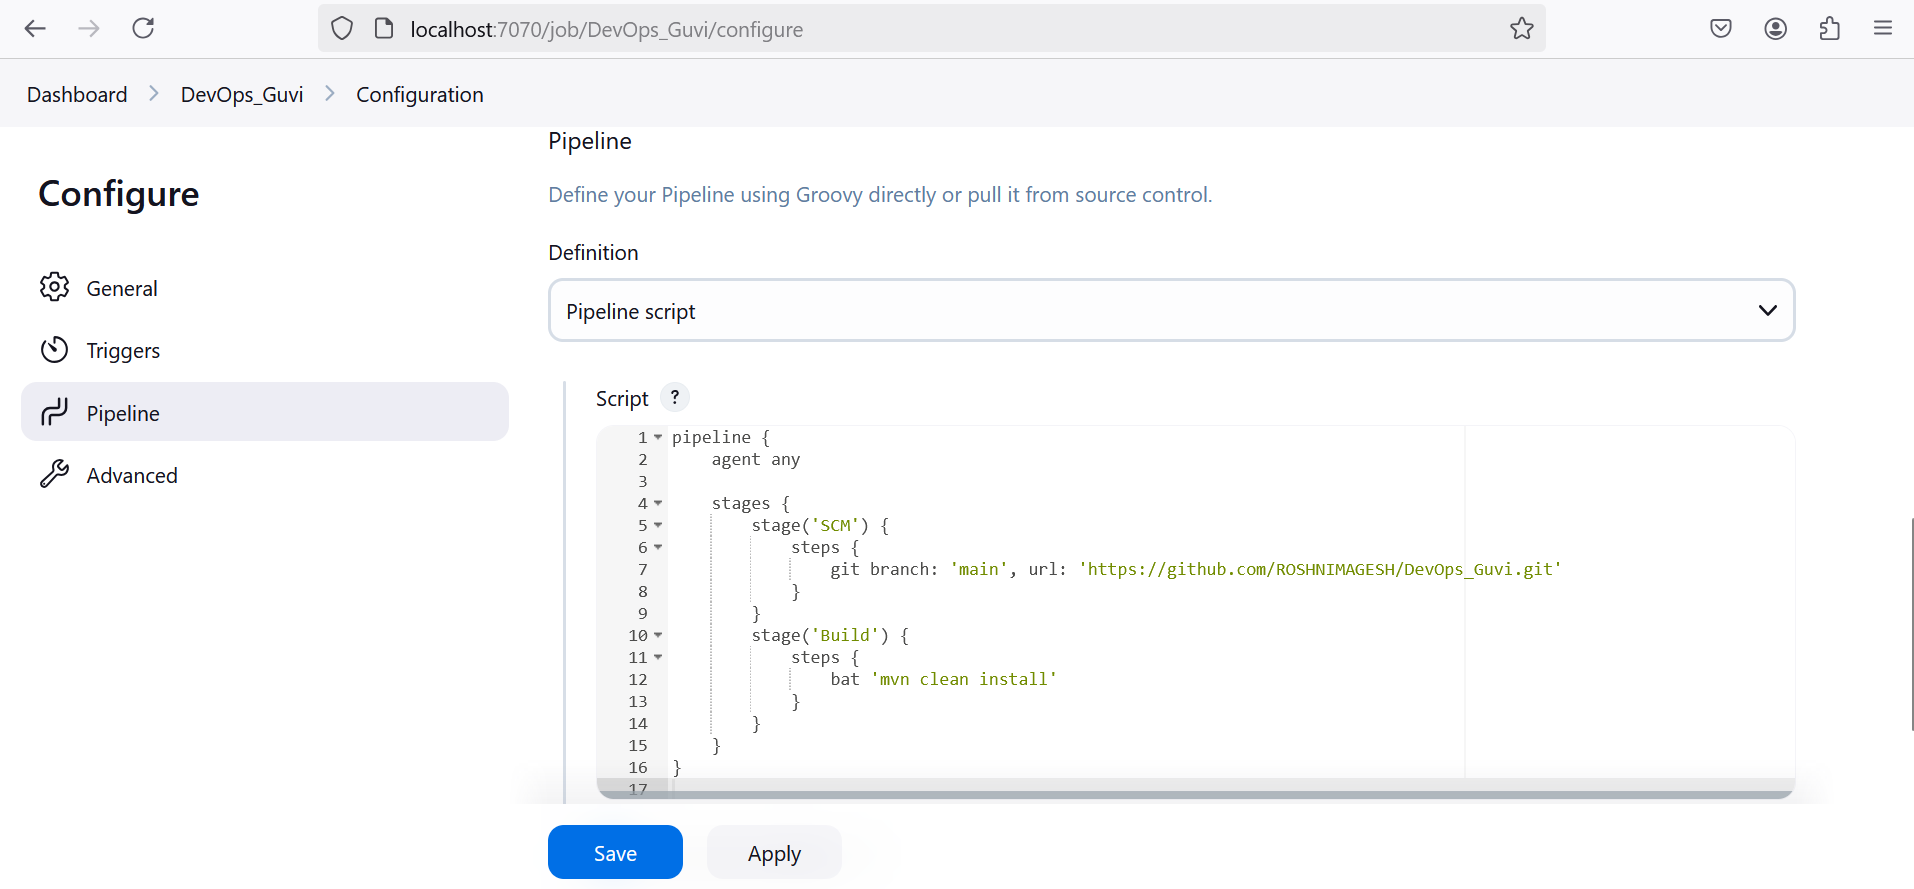 localhost:7070/job/DevOps_Guvi/configure
Dashboard > DevOps_Guvi > Configuration
Configure
General
Triggers
Pipeline
Advanced
Pipeline
Define your Pipeline using Groovy directly or pull it from source control.
Definition
Pipeline script
Script ?
1 pipeline {
2     agent any
3
4     stages {
5         stage('SCM') {
6             steps {
7                 git branch: 'main', url: 'https://github.com/ROSHNIMAGESH/DevOps_Guvi.git'
8             }
9         }
10         stage('Build') {
11             steps {
12                 bat 'mvn clean install'
13             }
14         }
15     }
16 }
17
Save
Apply